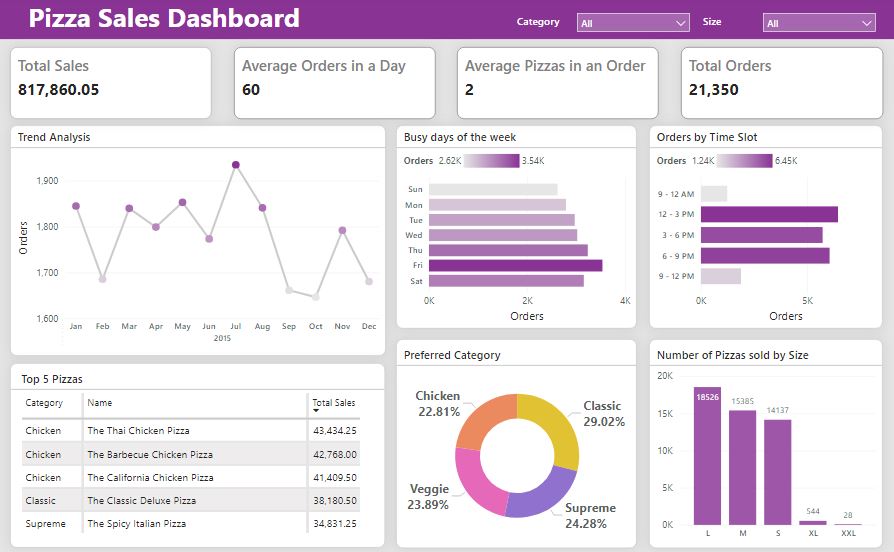 Pizza Sales Dashboard
Category All Size All
Total Sales
817,860.05
Average Orders in a Day
60
Average Pizzas in an Order
2
Total Orders
21,350
Trend Analysis
Orders
1,900
1,800
1,700
1,600
Jan Feb Mar Apr May Jun Jul Aug Sep Oct Nov Dec
2015
Busy days of the week
Orders 2.62K 3.54K
Sun
Mon
Tue
Wed
Thu
Fri
Sat
0K 2K 4K
Orders
Orders by Time Slot
Orders 1.24K 6.45K
9 - 12 AM
12 - 3 PM
3 - 6 PM
6 - 9 PM
9 - 12 PM
0K 5K
Orders
Top 5 Pizzas
Category Name Total Sales
Chicken The Thai Chicken Pizza 43,434.25
Chicken The Barbecue Chicken Pizza 42,768.00
Chicken The California Chicken Pizza 41,409.50
Classic The Classic Deluxe Pizza 38,180.50
Supreme The Spicy Italian Pizza 34,831.25
Preferred Category
Chicken
22.81%
Classic
29.02%
Veggie
23.89%
Supreme
24.28%
Number of Pizzas sold by Size
20K
15K
10K
5K
0K
18526
15385
14137
544
28
L M S XL XXL